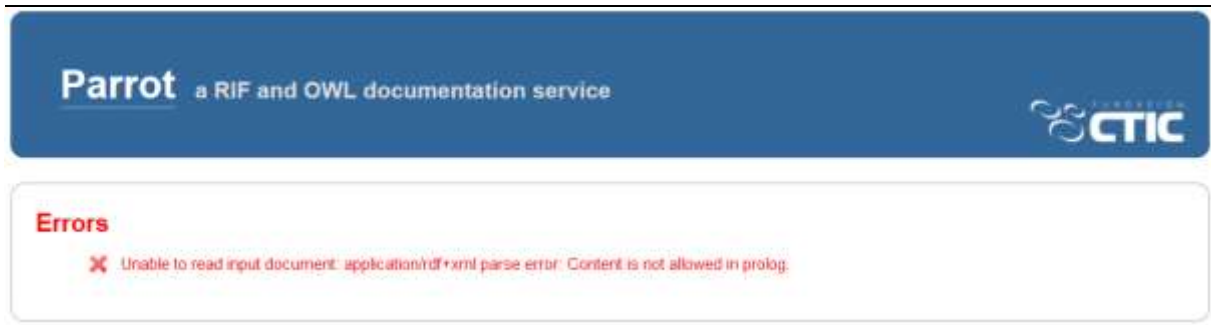 Parrot a RIF and OWL documentation service
FUNDACIÓN
CTIC
Errors
Unable to read input document: application/rdf+xml parse error: Content is not allowed in prolog.